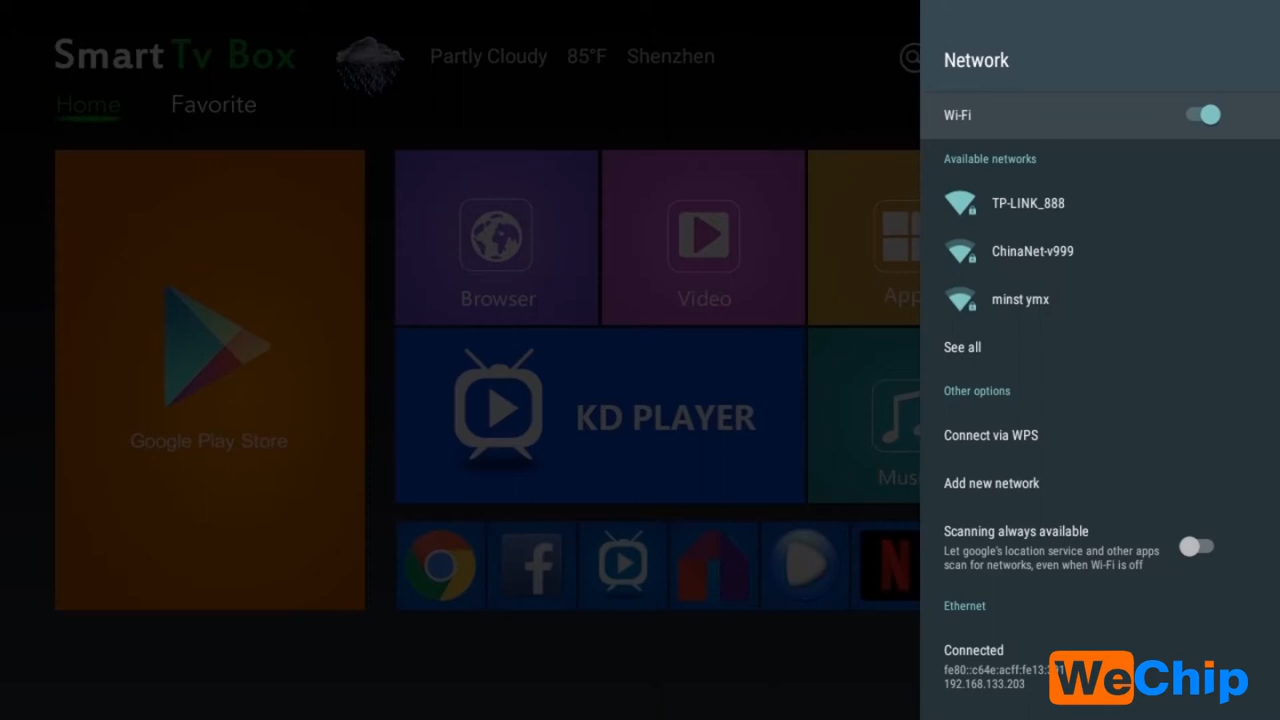 Smart Tv Box
Partly Cloudy 85°F Shenzhen
Home Favorite
Google Play Store
Browser
Video
App
KD PLAYER
Mus
Network
Wi-Fi
Available networks
TP-LINK_888
ChinaNet-v999
minst ymx
See all
Other options
Connect via WPS
Add new network
Scanning always available
Let google's location service and other apps
scan for networks, even when Wi-Fi is off
Ethernet
Connected
192.168.133.203
WeChip